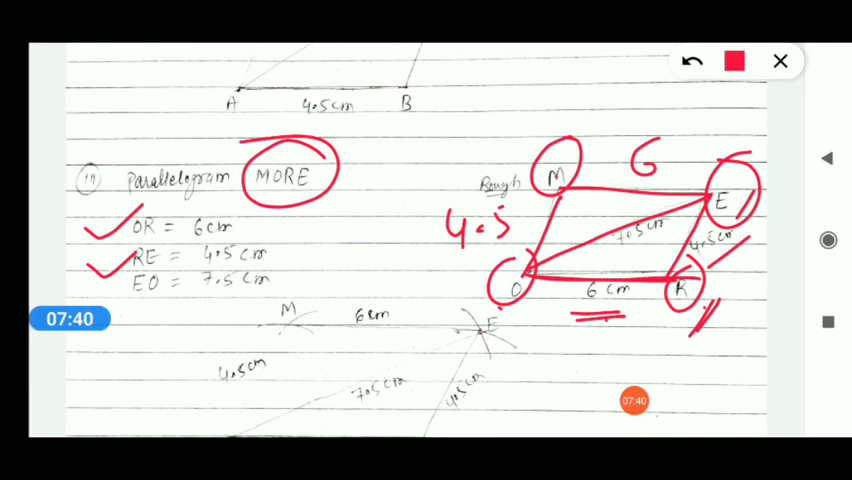 A
4.5cm
B
(iii) Parallelogram MORE
OR = 6cm
RE = 4.5cm
EO = 7.5cm
Rough
M
6
E
4.5
7.5cm
4.5cm
O
6 cm
R
07:40
M
6cm
E
4.5cm
7.5cm
4.5cm
07:40